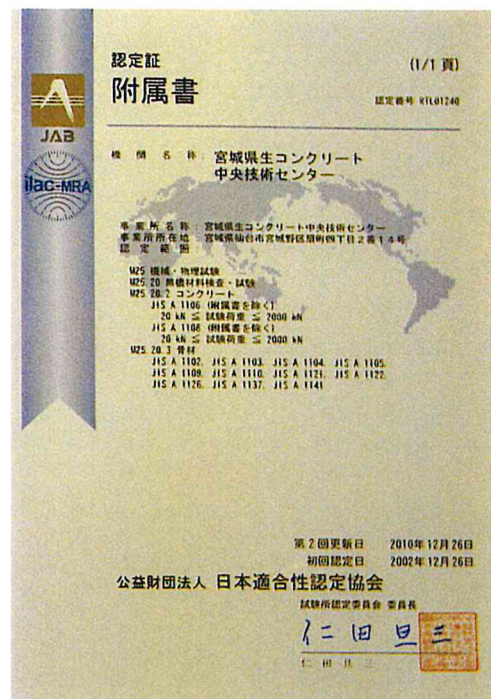 認定証
附属書
(1/1 頁)
認定番号 RTL01240
JAB
ilac-MRA
機関名称: 宮城県生コンクリート
中央技術センター
事業所名称: 宮城県生コンクリート中央技術センター
事業所所在地: 宮城県仙台市宮城野区扇町四丁目2番14号
認定範囲
M25 機械・物理試験
M25.20 無機材料検査・試験
M25.20.2 コンクリート
JIS A 1106 (附属書を除く)
20 kN ≦ 試験荷重 ≦ 2000 kN
JIS A 1108 (附属書を除く)
20 kN ≦ 試験荷重 ≦ 2000 kN
M25.20.3 骨材
JIS A 1102, JIS A 1103, JIS A 1104, JIS A 1105,
JIS A 1109, JIS A 1110, JIS A 1121, JIS A 1122,
JIS A 1126, JIS A 1137, JIS A 1141
第2回更新日 2010年12月26日
初回認定日 2002年12月26日
公益財団法人 日本適合性認定協会
試験所認定委員会 委員長
仁田旦三
仁田旦三